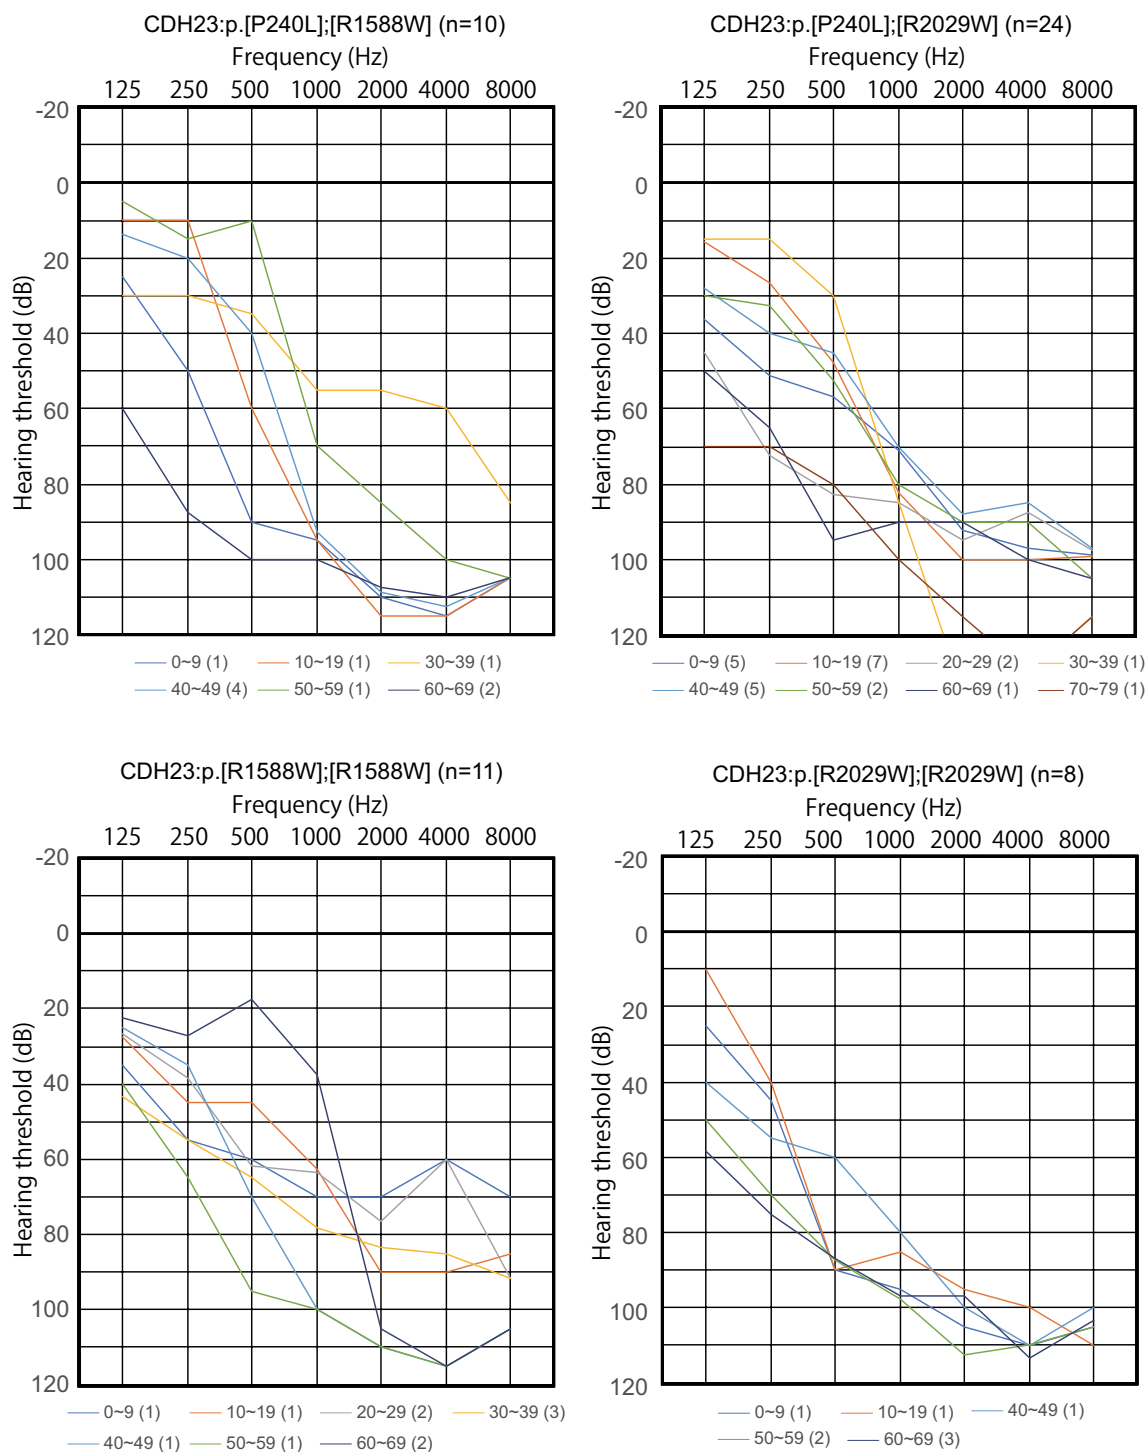 CDH23:p.[P240L];[R1588W] (n=10)
Frequency (Hz)
125 250 500 1000 2000 4000 8000
-20
0
20
40
60
80
100
120
Hearing threshold (dB)
0~9 (1) 10~19 (1) 30~39 (1)
40~49 (4) 50~59 (1) 60~69 (2)
CDH23:p.[P240L];[R2029W] (n=24)
Frequency (Hz)
125 250 500 1000 2000 4000 8000
-20
0
20
40
60
80
100
120
Hearing threshold (dB)
0~9 (5) 10~19 (7) 20~29 (2) 30~39 (1)
40~49 (5) 50~59 (2) 60~69 (1) 70~79 (1)
CDH23:p.[R1588W];[R1588W] (n=11)
Frequency (Hz)
125 250 500 1000 2000 4000 8000
-20
0
20
40
60
80
100
120
Hearing threshold (dB)
0~9 (1) 10~19 (1) 20~29 (2) 30~39 (3)
40~49 (1) 50~59 (1) 60~69 (2)
CDH23:p.[R2029W];[R2029W] (n=8)
Frequency (Hz)
125 250 500 1000 2000 4000 8000
-20
0
20
40
60
80
100
120
Hearing threshold (dB)
0~9 (1) 10~19 (1) 40~49 (1)
50~59 (2) 60~69 (3)